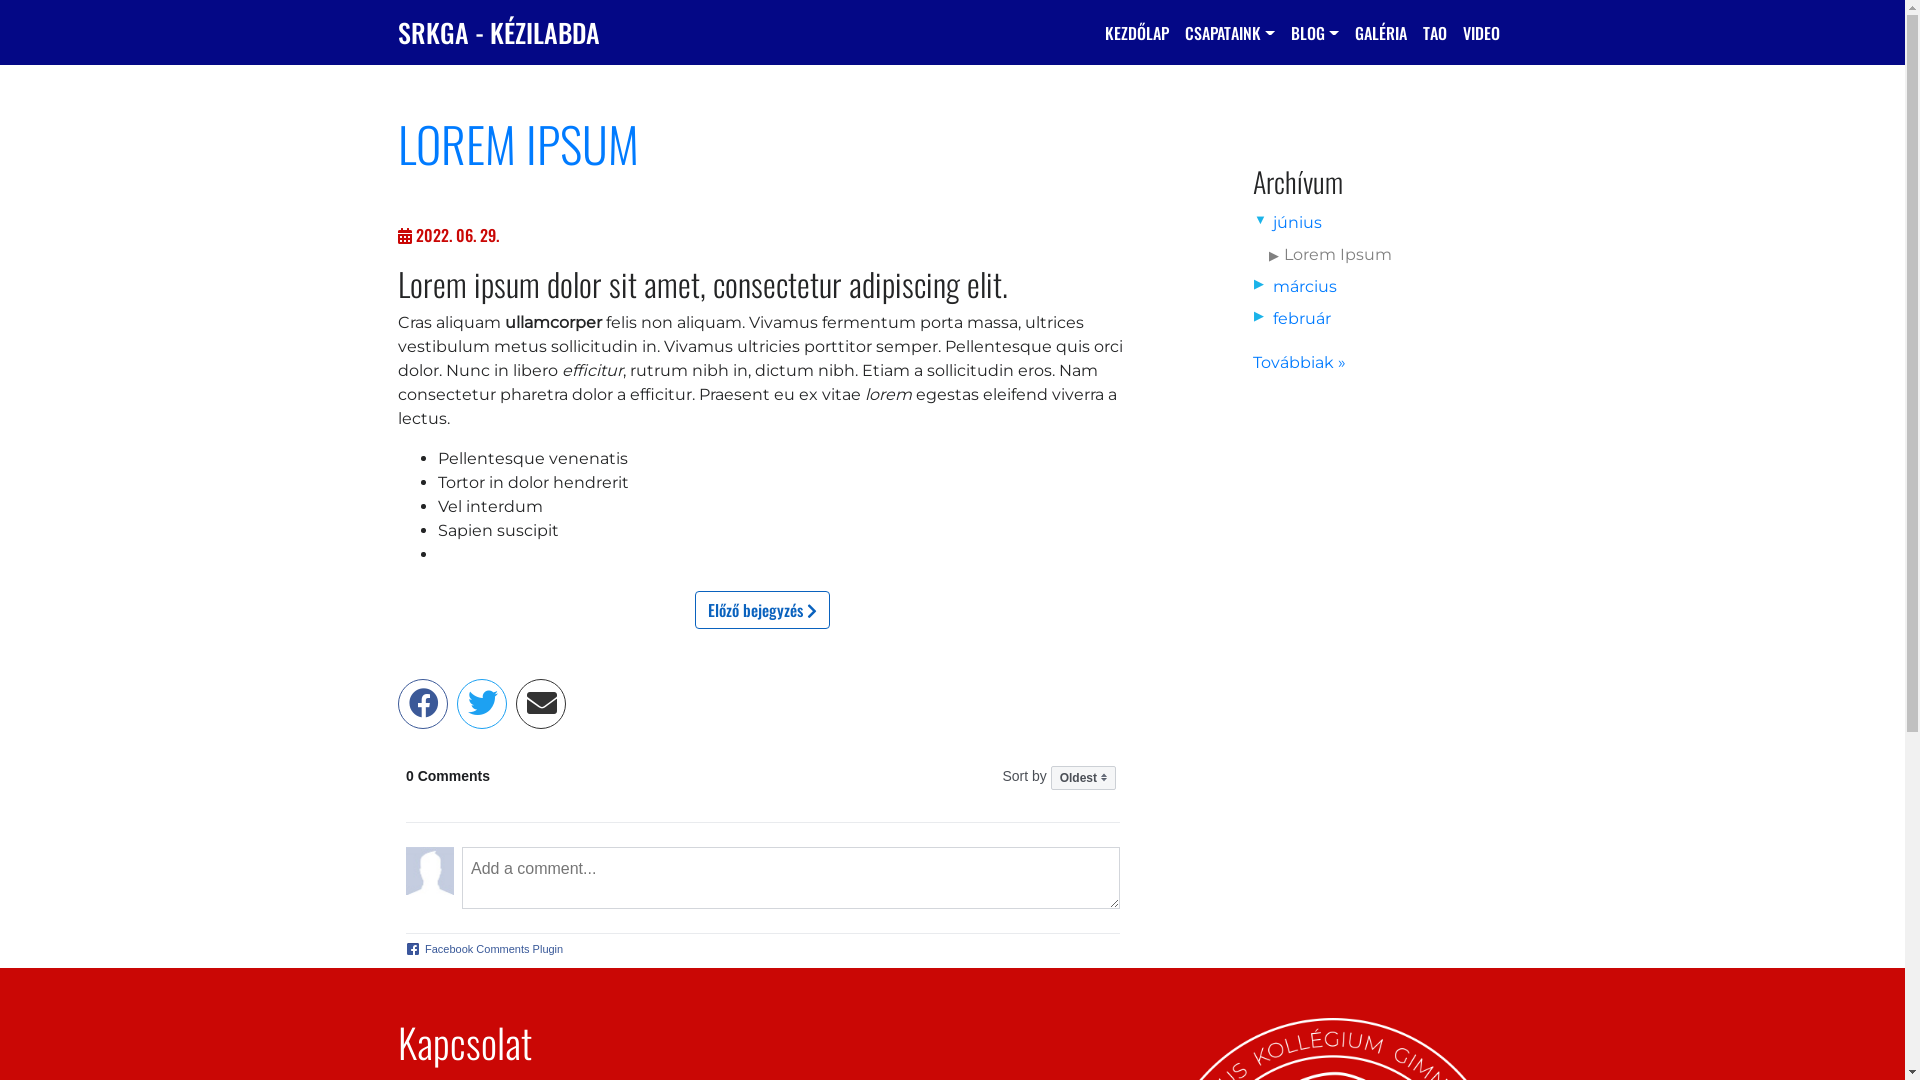 SRKGA - KÉZILABDA
KEZDŐLAP CSAPATAINK BLOG GALÉRIA TAO VIDEO
LOREM IPSUM
2022. 06. 29.
Lorem ipsum dolor sit amet, consectetur adipiscing elit.
Cras aliquam ullamcorper felis non aliquam. Vivamus fermentum porta massa, ultrices
vestibulum metus sollicitudin in. Vivamus ultricies porttitor semper. Pellentesque quis orci
dolor. Nunc in libero efficitur, rutrum nibh in, dictum nibh. Etiam a sollicitudin eros. Nam
consectetur pharetra dolor a efficitur. Praesent eu ex vitae lorem egestas eleifend viverra a
lectus.
Pellentesque venenatis
Tortor in dolor hendrerit
Vel interdum
Sapien suscipit
Előző bejegyzés
Archívum
június
Lorem Ipsum
március
február
Továbbiak »
0 Comments
Sort by Oldest
Add a comment...
Facebook Comments Plugin
Kapcsolat
KOLLÉGIUM